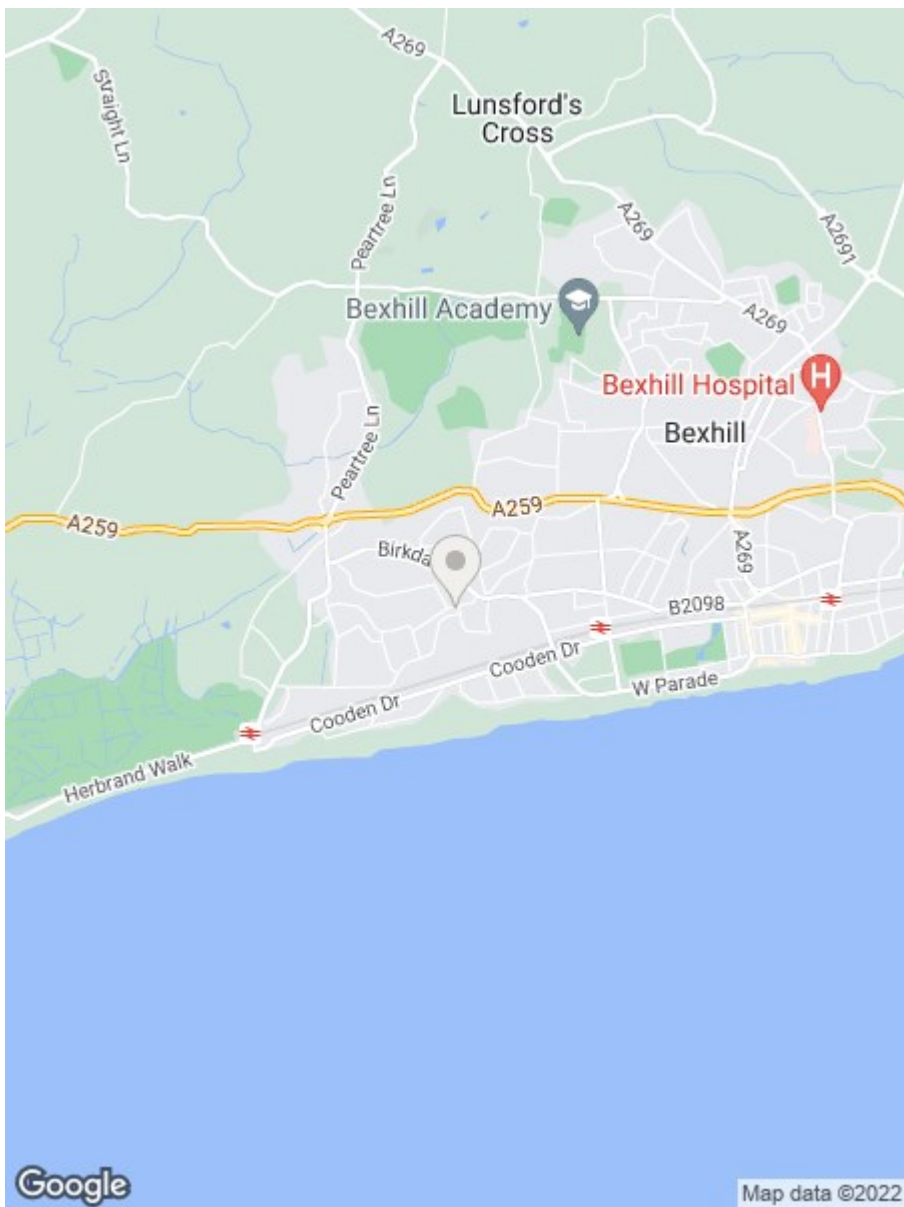 A269
Lunsford's
Cross
Straight Ln
Peartree Ln
A269
A2691
Bexhill Academy
A269
Bexhill Hospital
H
Bexhill
Peartree Ln
A259
A259
A269
Birkda
B2098
Cooden Dr
W Parade
Cooden Dr
Herbrand Walk
Google
Map data ©2022